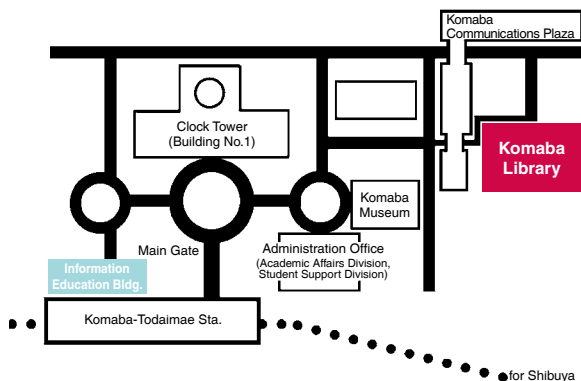 Komaba
Communications Plaza
Clock Tower
(Building No.1)
Komaba
Library
Komaba
Museum
Main Gate
Administration Office
(Academic Affairs Division,
Student Support Division)
Information
Education Bldg.
Komaba-Todaimae Sta.
for Shibuya